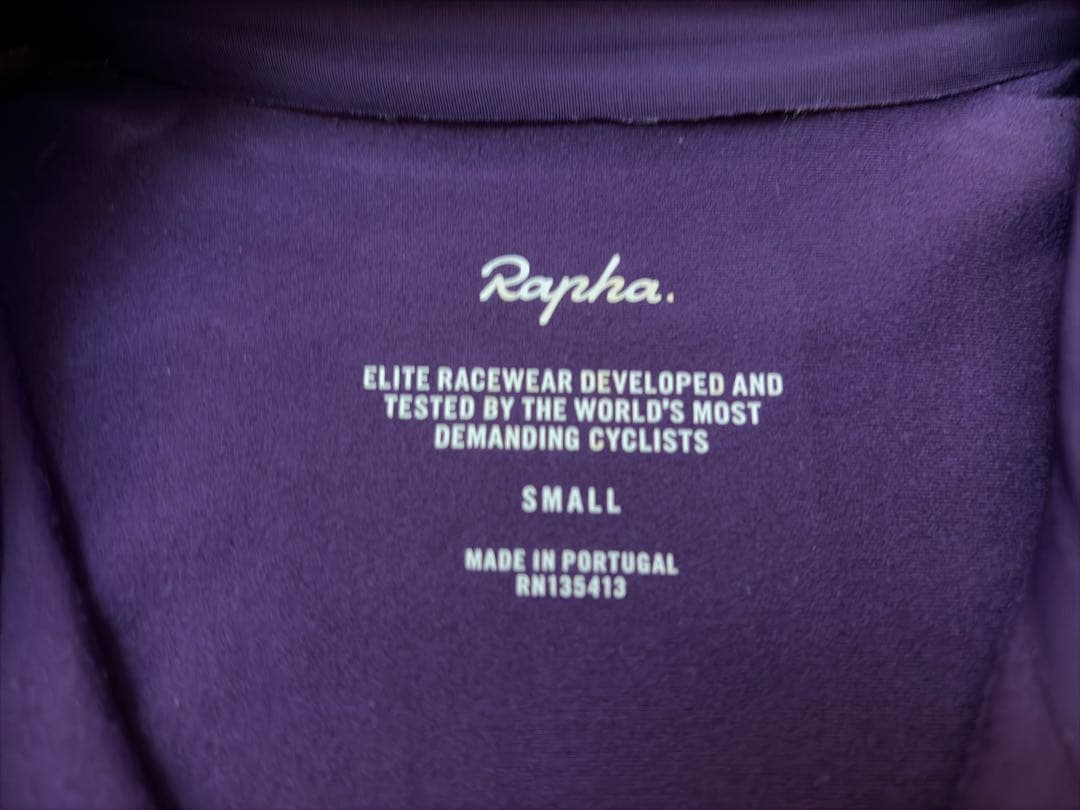 Rapha.
ELITE RACEWEAR DEVELOPED AND
TESTED BY THE WORLD'S MOST
DEMANDING CYCLISTS
SMALL
MADE IN PORTUGAL
RN135413